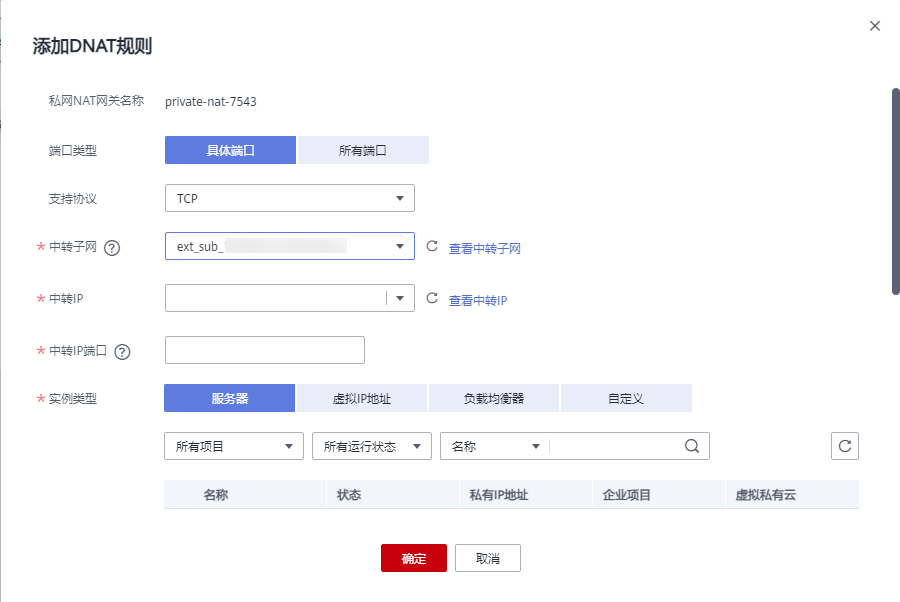 添加DNAT规则
私网NAT网关名称 private-nat-7543
端口类型 具体端口 所有端口
支持协议 TCP
* 中转子网 ? ext_sub_ 查看中转子网
* 中转IP 查看中转IP
* 中转IP端口 ?
* 实例类型 服务器 虚拟IP地址 负载均衡器 自定义
所有项目 所有运行状态 名称
名称 状态 私有IP地址 企业项目 虚拟私有云
确定 取消